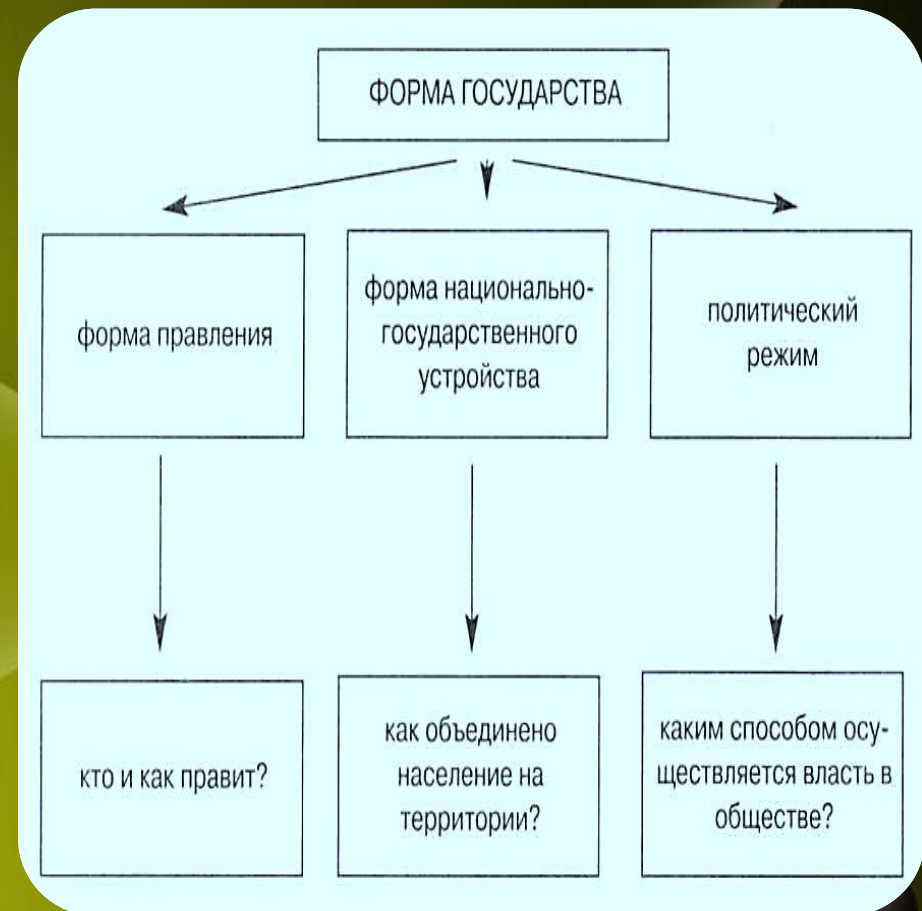 ФОРМА ГОСУДАРСТВА
форма правления
форма национально-
государственного
устройства
политический
режим
кто и как правит?
как объединено
население на
территории?
каким способом осу-
ществляется власть в
обществе?